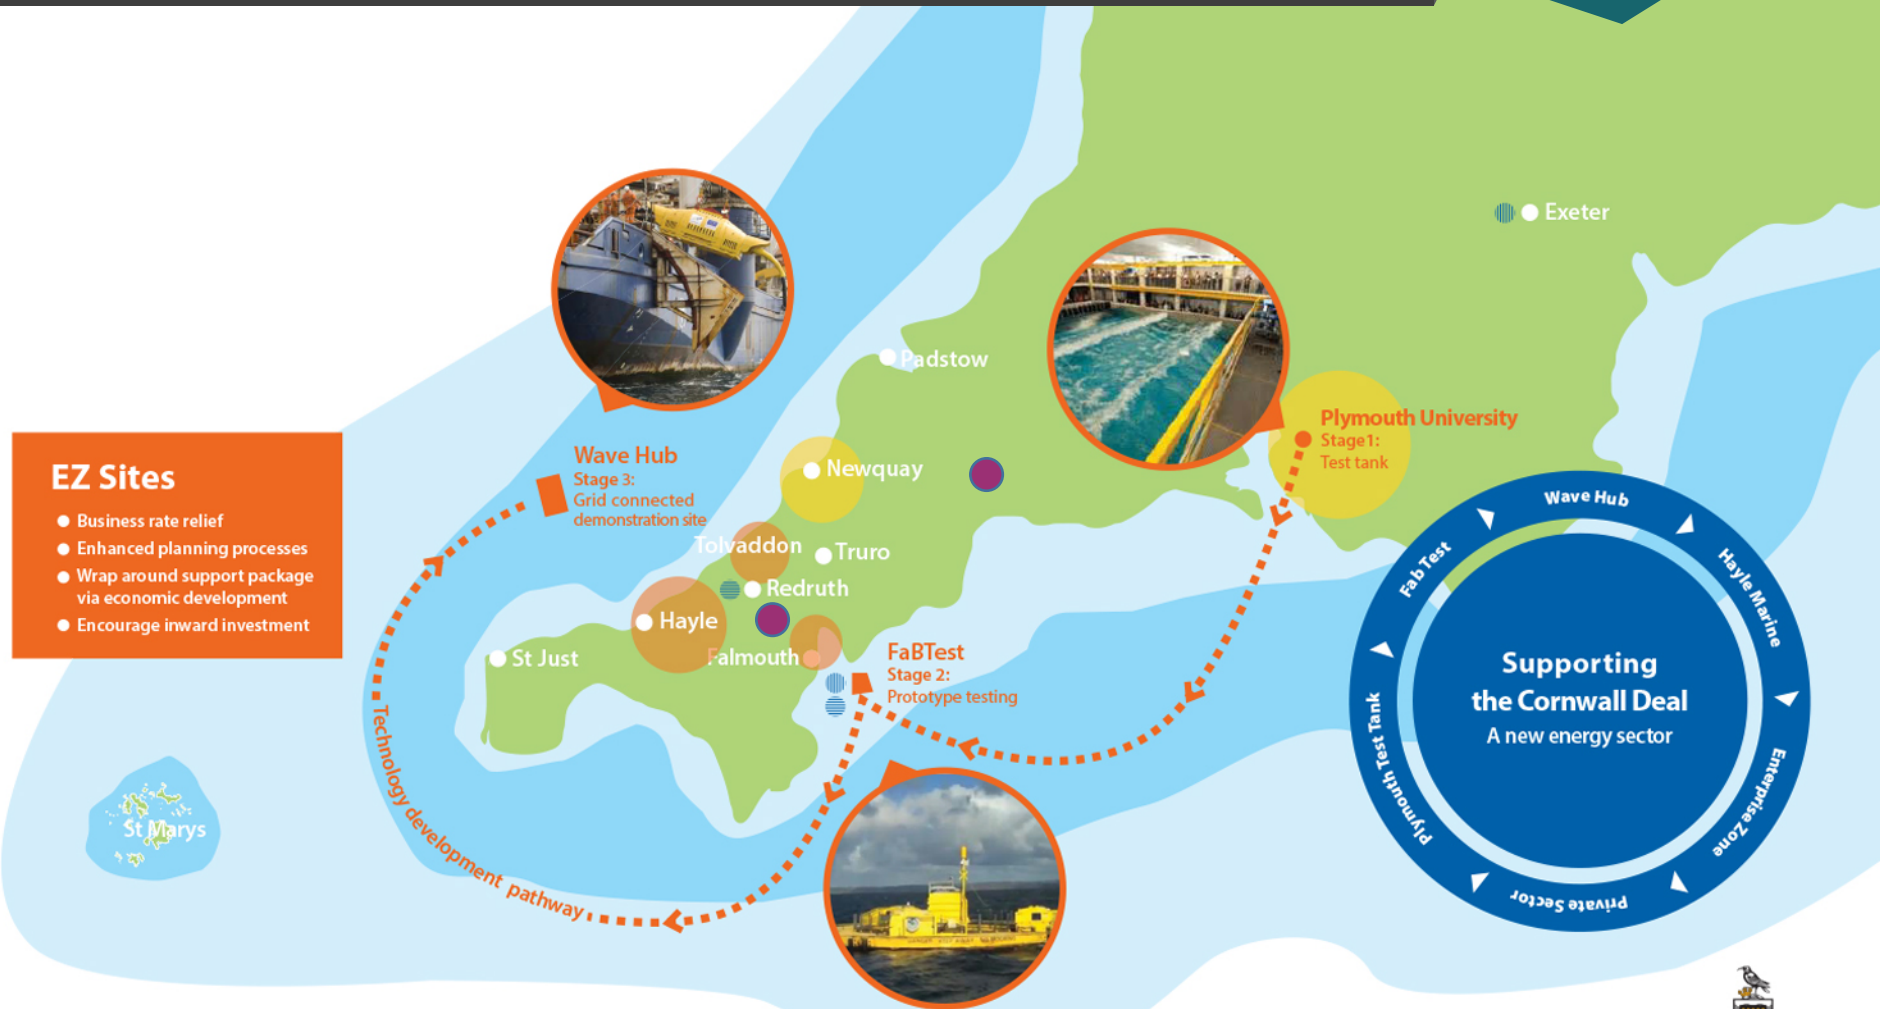 Exeter
Padstow
Plymouth University
Stage1:
Test tank
Wave Hub
Stage 3:
Grid connected
demonstration site
Newquay
EZ Sites
Business rate relief
Enhanced planning processes
Wrap around support package
via economic development
Encourage inward investment
Tolvaddon
Truro
Redruth
Hayle
St Just
Falmouth
FaBTest
Stage 2:
Prototype testing
Technology development pathway
St Marys
Wave Hub
Hayle Marine
Enterprise Zone
Private Sector
Plymouth Test Tank
Fab Test
Supporting
the Cornwall Deal
A new energy sector